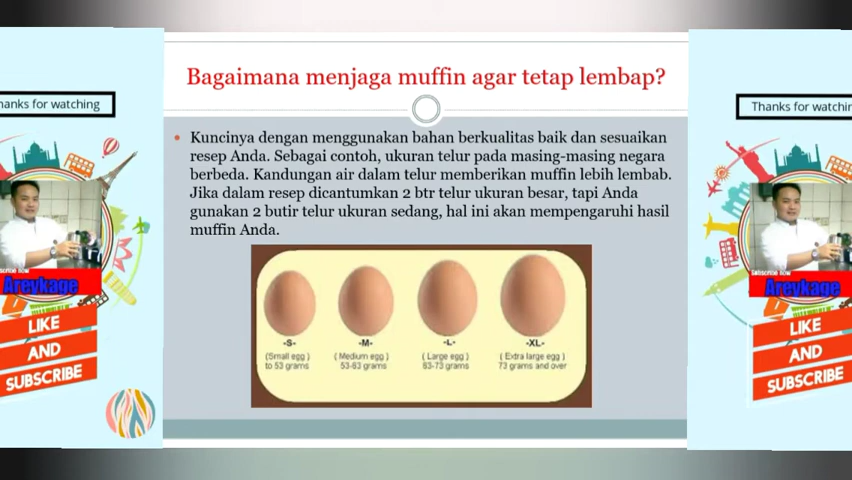 Bagaimana menjaga muffin agar tetap lembap?
Kuncinya dengan menggunakan bahan berkualitas baik dan sesuaikan
resep Anda. Sebagai contoh, ukuran telur pada masing-masing negara
berbeda. Kandungan air dalam telur memberikan muffin lebih lembab.
Jika dalam resep dicantumkan 2 btr telur ukuran besar, tapi Anda
gunakan 2 butir telur ukuran sedang, hal ini akan mempengaruhi hasil
muffin Anda.
-S-
(Small egg)
to 53 grams
-M-
(Medium egg)
53-63 grams
-L-
(Large egg)
63-73 grams
-XL-
(Extra large egg)
73 grams and over
hanks for watching
Areykage
LIKE
AND
SUBSCRIBE
Thanks for watchin
Subscribe now
Areykage
LIKE
AND
SUBSCRIBE